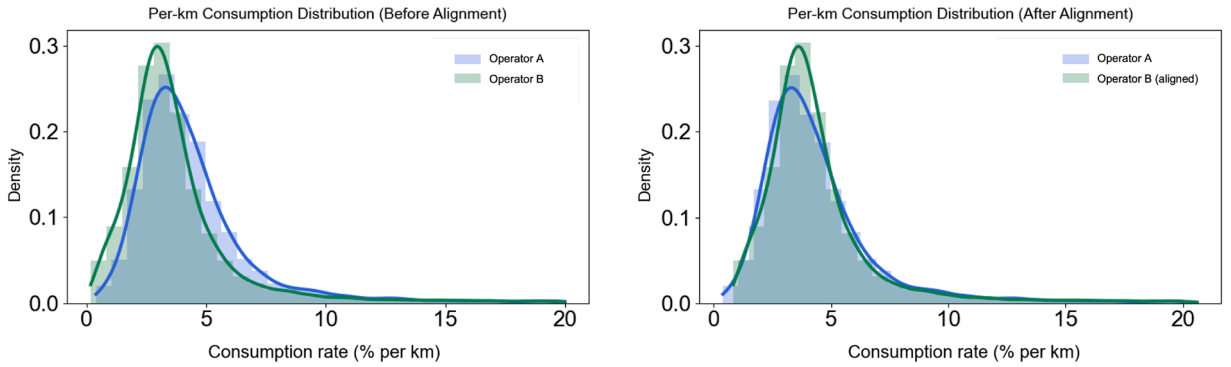 Per-km Consumption Distribution (Before Alignment)
0.3
0.2
0.1
0.0
Density
Operator A
Operator B
0
5
10
15
20
Consumption rate (% per km)
Per-km Consumption Distribution (After Alignment)
0.3
0.2
0.1
0.0
Density
Operator A
Operator B (aligned)
0
5
10
15
20
Consumption rate (% per km)